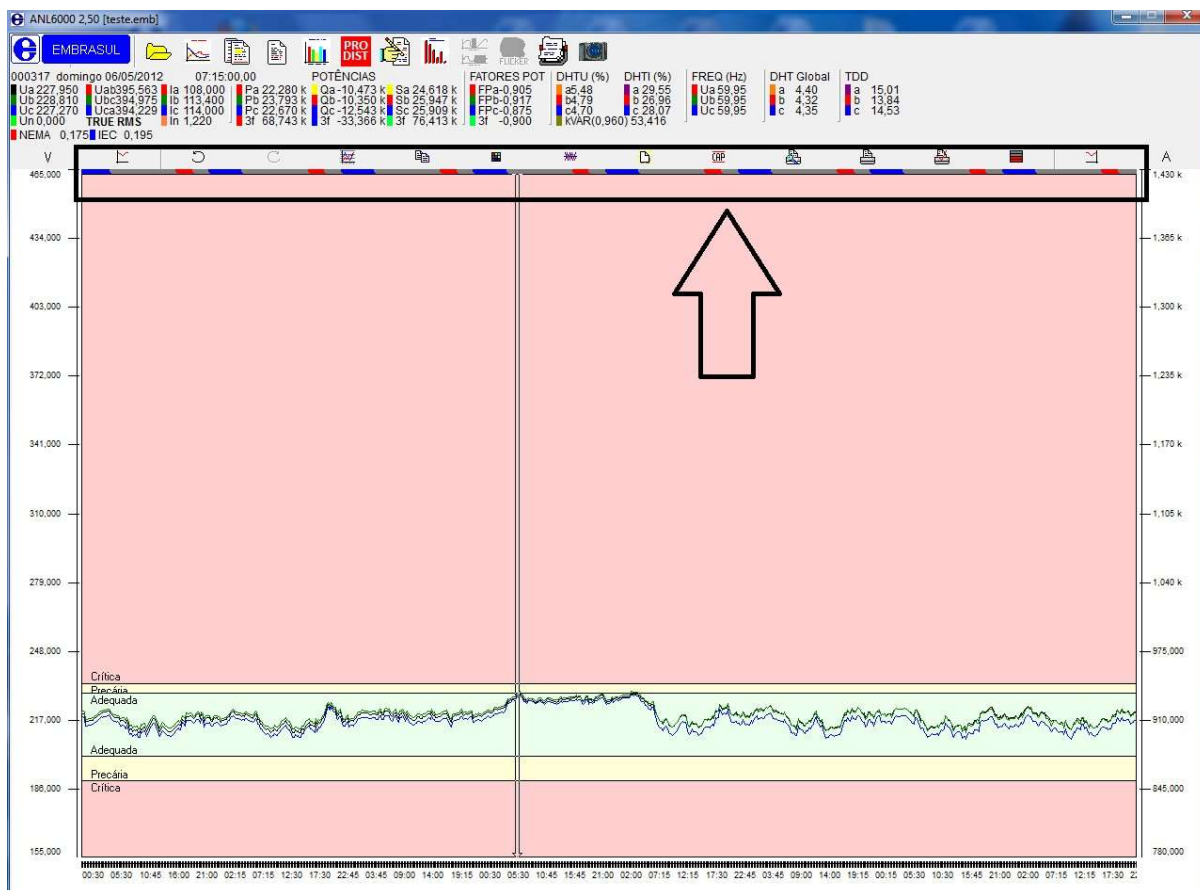 ANL6000 2,50 [teste.emb]
EMBRASUL
PRO DIST
FLICKER
000317 domingo 06/05/2012 07:15:00,00 POTÊNCIAS FATORES POT DHTU (%) DHTI (%) FREQ (Hz) DHT Global TDD
Ua 227,950 Uab395,563 Ia 108,000 Pa 22,280 k Qa-10,473 k Sa 24,618 k FPa-0,905 a5,48 a 29,55 Ua 59,95 a 4,40 a 15,01
Ub 228,810 Ubc394,975 Ib 113,400 Pb 23,793 k Qb -10,350 k Sb 25,947 k FPb-0,917 b4,79 b 26,96 Ub 59,95 b 4,32 b 13,84
Uc 227,270 Uca394,229 Ic 114,000 Pc 22,670 k Qc -12,543 k Sc 25,909 k FPc-0,875 c4,70 c 28,07 Uc 59,95 c 4,35 c 14,53
Un 0,000 TRUE RMS In 1,220 3f 68,743 k 3f -33,366 k 3f 76,413 k 3f -0,900 kVAR(0,960) 53,416
NEMA 0,175 IEC 0,195
V CAP A
465,000 1,430 k
434,000 1,365 k
403,000 1,300 k
372,000 1,235 k
341,000 1,170 k
310,000 1,105 k
279,000 1,040 k
248,000 975,000
Crítica
Precária
Adequada
217,000 910,000
Adequada
Precária
186,000 Crítica 845,000
155,000 780,000
00:30 05:30 10:45 16:00 21:00 02:15 07:15 12:30 17:30 22:45 03:45 09:00 14:00 19:15 00:30 05:30 10:45 15:45 21:00 02:00 07:15 12:15 17:30 22:45 03:45 09:00 14:00 19:15 00:15 05:30 10:45 15:45 21:00 02:00 07:15 12:15 17:30 22: